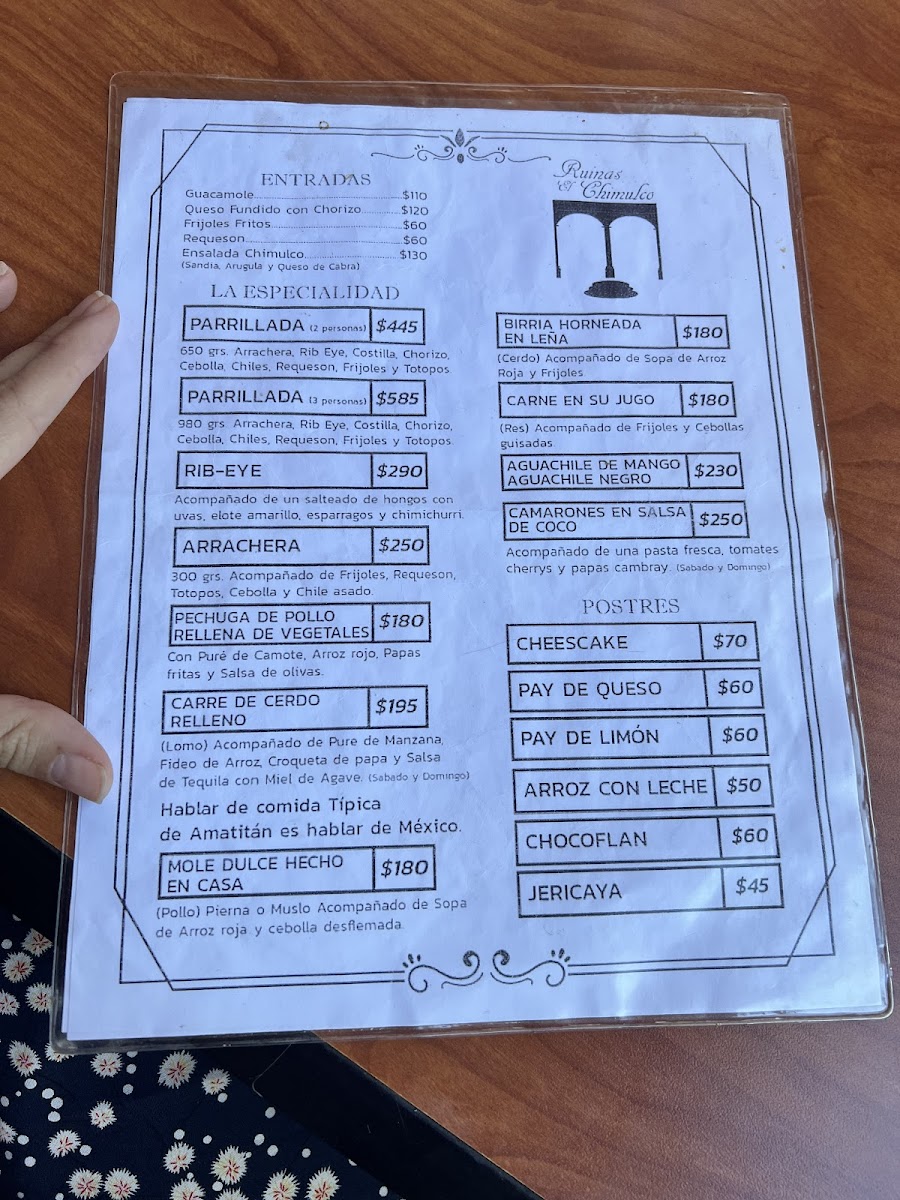 ENTRADAS
Guacamole $110
Queso Fundido con Chorizo $120
Frijoles Fritos $60
Requeson $60
Ensalada Chimulco $130
(Sandia, Arugula y Queso de Cabra)
LA ESPECIALIDAD
PARRILLADA (2 personas) $445
650 grs. Arrachera, Rib Eye, Costilla, Chorizo,
Cebolla, Chiles, Requeson, Frijoles y Totopos.
PARRILLADA (3 personas) $585
980 grs. Arrachera, Rib Eye, Costilla, Chorizo,
Cebolla, Chiles, Requeson, Frijoles y Totopos.
RIB-EYE $290
Acompañado de un salteado de hongos con
uvas, elote amarillo, esparragos y chimichurri.
ARRACHERA $250
300 grs. Acompañado de Frijoles, Requeson,
Totopos, Cebolla y Chile asado.
PECHUGA DE POLLO
RELLENA DE VEGETALES $180
Con Puré de Camote, Arroz rojo, Papas
fritas y Salsa de olivas.
CARRE DE CERDO
RELLENO $195
(Lomo) Acompañado de Pure de Manzana,
Fideo de Arroz, Croqueta de papa y Salsa
de Tequila con Miel de Agave. (Sabado y Domingo)
Hablar de comida Típica
de Amatitán es hablar de México.
MOLE DULCE HECHO
EN CASA $180
(Pollo) Pierna o Muslo Acompañado de Sopa
de Arroz roja y cebolla desflemada.
Ruinas
El Chimulco
BIRRIA HORNEADA
EN LEÑA $180
(Cerdo) Acompañado de Sopa de Arroz
Roja y Frijoles.
CARNE EN SU JUGO $180
(Res) Acompañado de Frijoles y Cebollas
guisadas.
AGUACHILE DE MANGO
AGUACHILE NEGRO $230
CAMARONES EN SALSA
DE COCO $250
Acompañado de una pasta fresca, tomates
cherrys y papas cambray. (Sabado y Domingo)
POSTRES
CHEESCAKE $70
PAY DE QUESO $60
PAY DE LIMÓN $60
ARROZ CON LECHE $50
CHOCOFLAN $60
JERICAYA $45